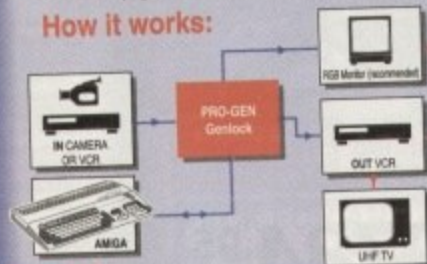 How it works:
RGB Monitor (recommended)
PRO-GEN
Genlock
IN CAMERA
OR VCR
OUT VCR
AMIGA
UHF TV